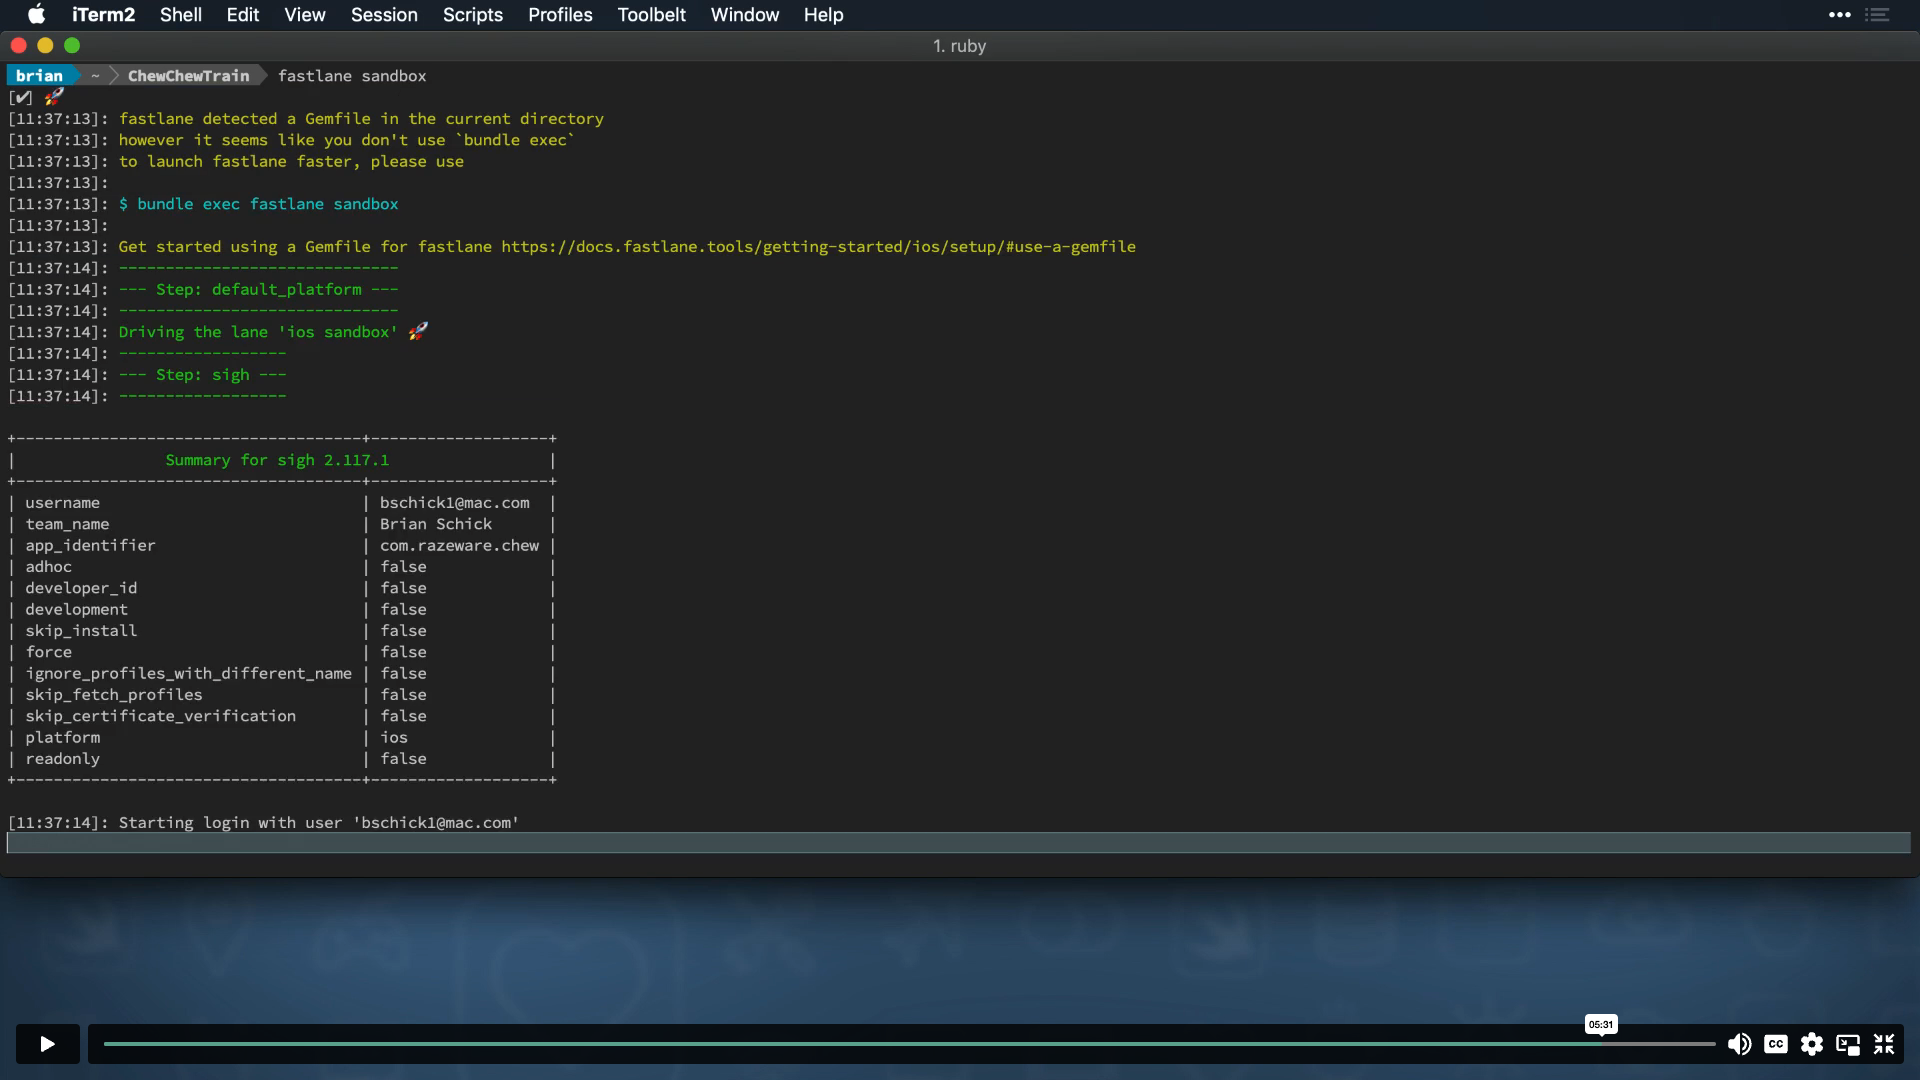 iTerm2 Shell Edit View Session Scripts Profiles Toolbelt Window Help
1. ruby
brian ~ ChewChewTrain fastlane sandbox
[✔] 🚀
[11:37:13]: fastlane detected a Gemfile in the current directory
[11:37:13]: however it seems like you don't use `bundle exec`
[11:37:13]: to launch fastlane faster, please use
[11:37:13]:
[11:37:13]: $ bundle exec fastlane sandbox
[11:37:13]:
[11:37:13]: Get started using a Gemfile for fastlane https://docs.fastlane.tools/getting-started/ios/setup/#use-a-gemfile
[11:37:14]: ------------------------------
[11:37:14]: --- Step: default_platform ---
[11:37:14]: ------------------------------
[11:37:14]: Driving the lane 'ios sandbox' 🚀
[11:37:14]: ------------------
[11:37:14]: --- Step: sigh ---
[11:37:14]: ------------------
+-------------------------------------+-------------------+
| Summary for sigh 2.117.1 |
+-------------------------------------+-------------------+
| username | bschick1@mac.com |
| team_name | Brian Schick |
| app_identifier | com.razeware.chew |
| adhoc | false |
| developer_id | false |
| development | false |
| skip_install | false |
| force | false |
| ignore_profiles_with_different_name | false |
| skip_fetch_profiles | false |
| skip_certificate_verification | false |
| platform | ios |
| readonly | false |
+-------------------------------------+-------------------+
[11:37:14]: Starting login with user 'bschick1@mac.com'
05:31
CC